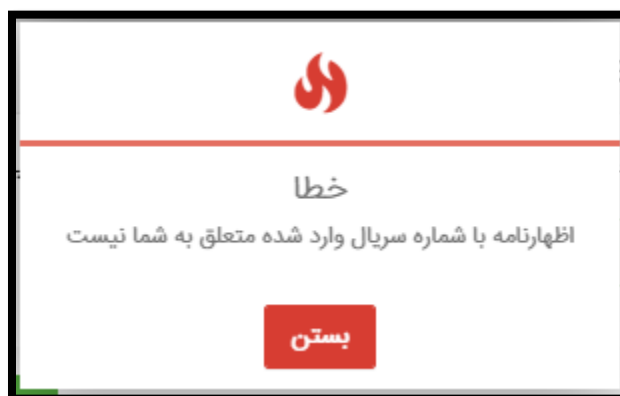 خطا
اظهارنامه با شماره سریال وارد شده متعلق به شما نیست
بستن